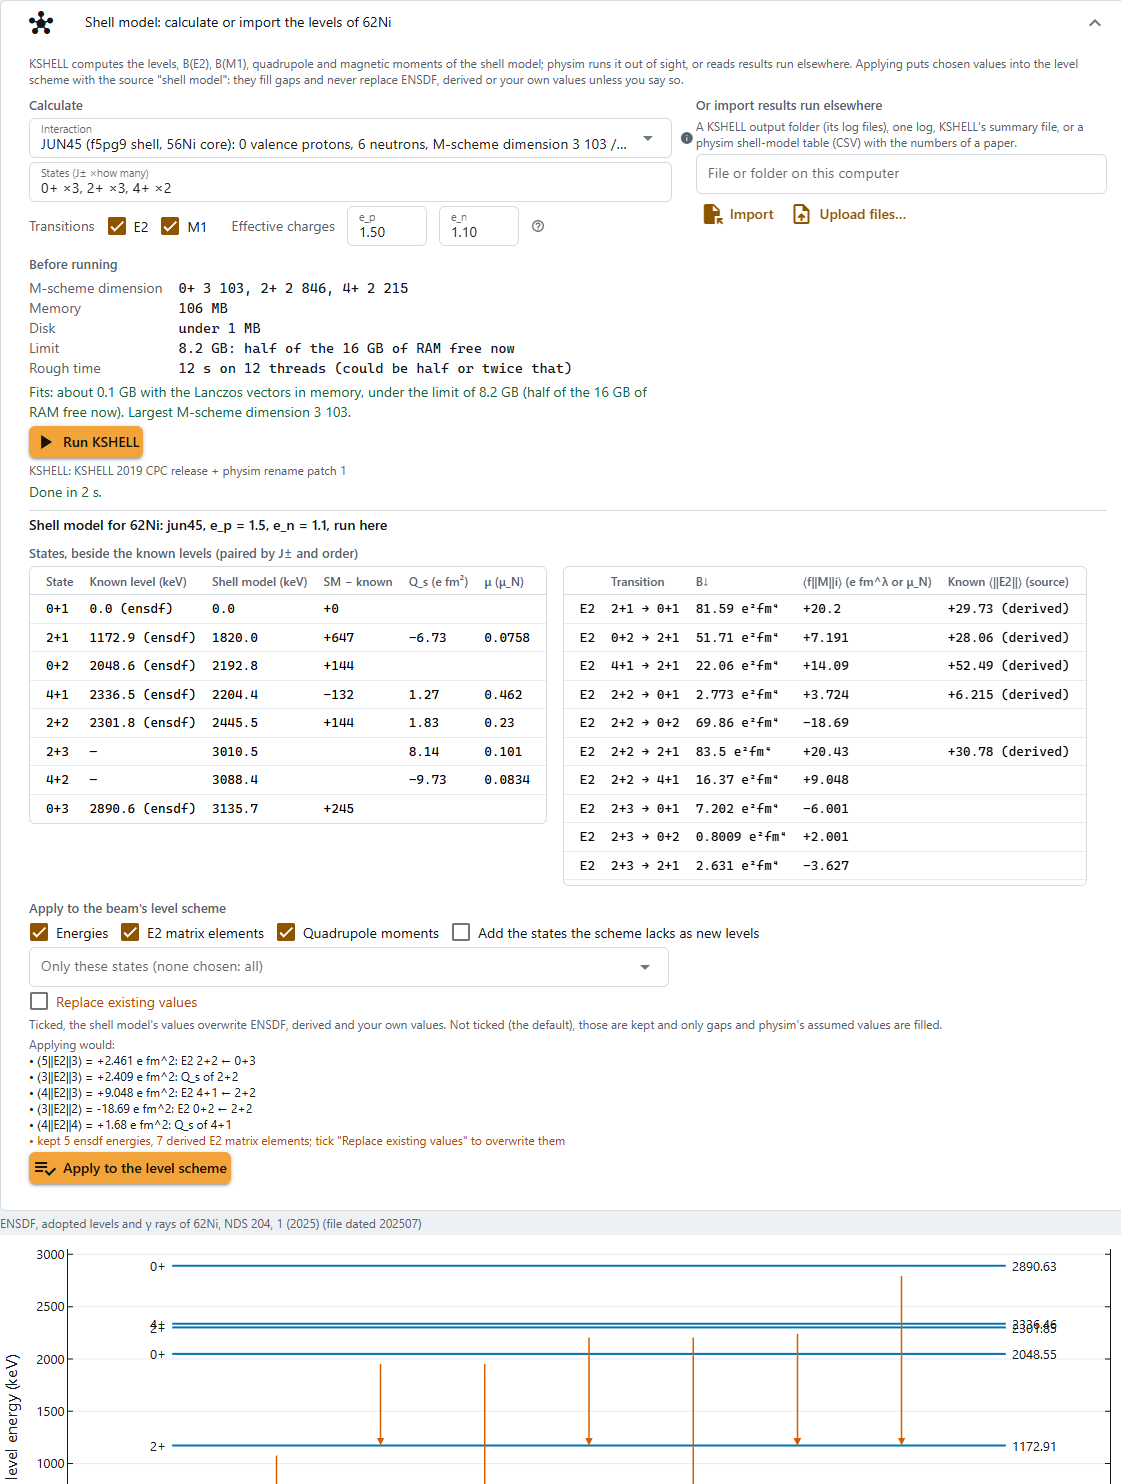 Shell model: calculate or import the levels of 62Ni
KSHELL computes the levels, B(E2), B(M1), quadrupole and magnetic moments of the shell model; physim runs it out of sight, or reads results run elsewhere. Applying puts chosen values into the level
scheme with the source "shell model": they fill gaps and never replace ENSDF, derived or your own values unless you say so.
Calculate
Interaction
JUN45 (f5pg9 shell, 56Ni core): 0 valence protons, 6 neutrons, M-scheme dimension 3 103 /...
States (J± ×how many)
0+ ×3, 2+ ×3, 4+ ×2
Transitions E2 M1 Effective charges e_p 1.50 e_n 1.10
Or import results run elsewhere
A KSHELL output folder (its log files), one log, KSHELL's summary file, or a
physim shell-model table (CSV) with the numbers of a paper.
File or folder on this computer
Import Upload files...
Before running
M-scheme dimension 0+ 3 103, 2+ 2 846, 4+ 2 215
Memory 106 MB
Disk under 1 MB
Limit 8.2 GB: half of the 16 GB of RAM free now
Rough time 12 s on 12 threads (could be half or twice that)
Fits: about 0.1 GB with the Lanczos vectors in memory, under the limit of 8.2 GB (half of the 16 GB of
RAM free now). Largest M-scheme dimension 3 103.
Run KSHELL
KSHELL: KSHELL 2019 CPC release + physim rename patch 1
Done in 2 s.
Shell model for 62Ni: jun45, e_p = 1.5, e_n = 1.1, run here
States, beside the known levels (paired by J± and order)
State Known level (keV) Shell model (keV) SM − known Q_s (e fm²) μ (μ_N)
0+1 0.0 (ensdf) 0.0 +0
2+1 1172.9 (ensdf) 1820.0 +647 −6.73 0.0758
0+2 2048.6 (ensdf) 2192.8 +144
4+1 2336.5 (ensdf) 2204.4 −132 1.27 0.462
2+2 2301.8 (ensdf) 2445.5 +144 1.83 0.23
2+3 — 3010.5 8.14 0.101
4+2 — 3088.4 −9.73 0.0834
0+3 2890.6 (ensdf) 3135.7 +245
Transition B↓ ⟨f||M||i⟩ (e fm^λ or μ_N) Known ⟨||E2||⟩ (source)
E2 2+1 → 0+1 81.59 e²fm⁴ +20.2 +29.73 (derived)
E2 0+2 → 2+1 51.71 e²fm⁴ +7.191 +28.06 (derived)
E2 4+1 → 2+1 22.06 e²fm⁴ +14.09 +52.49 (derived)
E2 2+2 → 0+1 2.773 e²fm⁴ +3.724 +6.215 (derived)
E2 2+2 → 0+2 69.86 e²fm⁴ −18.69
E2 2+2 → 2+1 83.5 e²fm⁴ +20.43 +30.78 (derived)
E2 2+2 → 4+1 16.37 e²fm⁴ +9.048
E2 2+3 → 0+1 7.202 e²fm⁴ −6.001
E2 2+3 → 0+2 0.8009 e²fm⁴ +2.001
E2 2+3 → 2+1 2.631 e²fm⁴ −3.627
Apply to the beam's level scheme
Energies E2 matrix elements Quadrupole moments Add the states the scheme lacks as new levels
Only these states (none chosen: all)
Replace existing values
Ticked, the shell model's values overwrite ENSDF, derived and your own values. Not ticked (the default), those are kept and only gaps and physim's assumed values are filled.
Applying would:
• ⟨5||E2||3⟩ = +2.461 e fm^2: E2 2+2 ← 0+3
• ⟨3||E2||3⟩ = +2.409 e fm^2: Q_s of 2+2
• ⟨4||E2||3⟩ = +9.048 e fm^2: E2 4+1 ← 2+2
• ⟨3||E2||2⟩ = -18.69 e fm^2: E2 0+2 ← 2+2
• ⟨4||E2||4⟩ = +1.68 e fm^2: Q_s of 4+1
• kept 5 ensdf energies, 7 derived E2 matrix elements; tick "Replace existing values" to overwrite them
Apply to the level scheme
ENSDF, adopted levels and γ rays of 62Ni, NDS 204, 1 (2025) (file dated 202507)
3000
0+ 2890.63
2500
4+ 2336.46
2+ 2301.85
0+ 2048.55
2000
1500
2+ 1172.91
1000
level energy (keV)